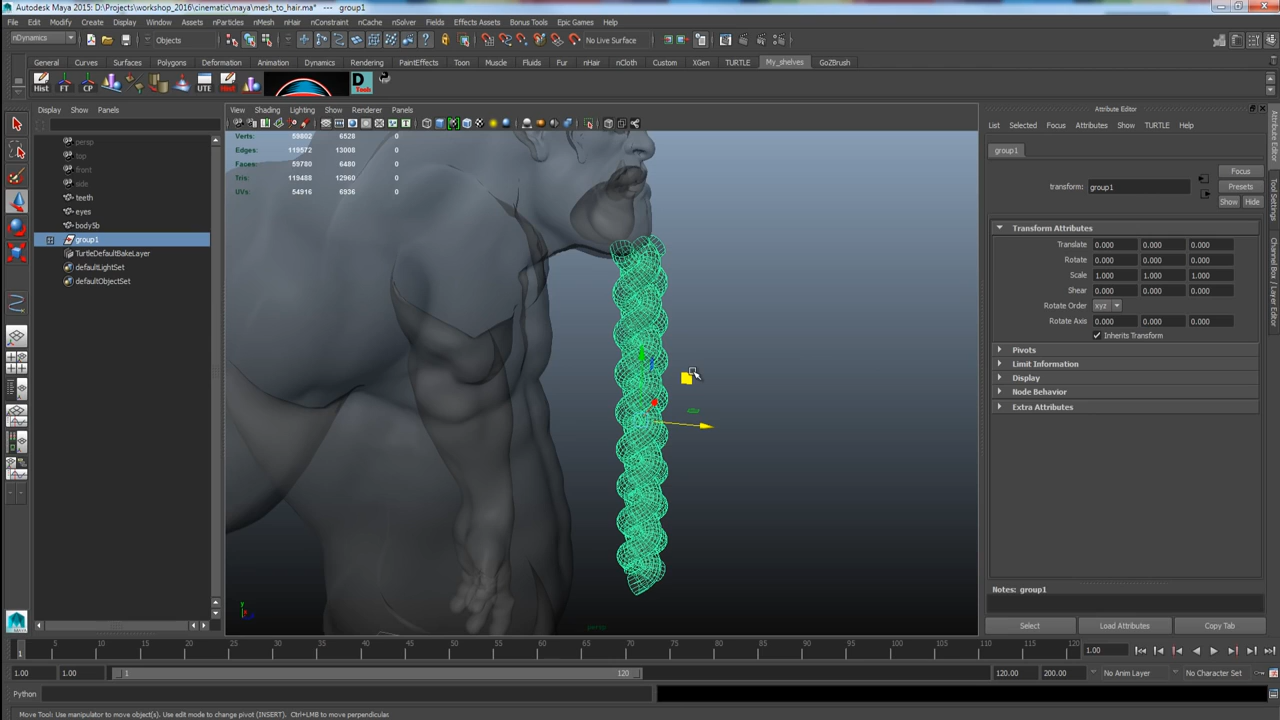 Autodesk Maya 2015: D:\Projects\workshop_2016\cinematic\maya\mesh_to_hair.ma*   ---   group1
File Edit Modify Create Display Window Assets nParticles nMesh nHair nConstraint nCache nSolver Fields Effects Assets Bonus Tools Epic Games Help
nDynamics Objects No Live Surface
General Curves Surfaces Polygons Deformation Animation Dynamics Rendering PaintEffects Toon Muscle Fluids Fur nHair nCloth Custom XGen TURTLE My_shelves GoZBrush
Hist FT CP UTE Hist D Tools
Display Show Panels
View Shading Lighting Show Renderer Panels
Attribute Editor
List Selected Focus Attributes Show TURTLE Help
persp
top
front
side
teeth
eyes
bodySb
group1
TurtleDefaultBakeLayer
defaultLightSet
defaultObjectSet
Verts: 59802 6528 0
Edges: 119572 13008 0
Faces: 59780 6480 0
Tris: 119488 12960 0
UVs: 54916 6936 0
persp
y
group1
transform: group1
Focus
Presets
Show Hide
Transform Attributes
Translate 0.000 0.000 0.000
Rotate 0.000 0.000 0.000
Scale 1.000 1.000 1.000
Shear 0.000 0.000 0.000
Rotate Order xyz
Rotate Axis 0.000 0.000 0.000
Inherits Transform
Pivots
Limit Information
Display
Node Behavior
Extra Attributes
Notes: group1
Select Load Attributes Copy Tab
Attribute Editor
Tool Settings
Channel Box / Layer Editor
1 5 10 15 20 25 30 35 40 45 50 55 60 65 70 75 80 85 90 95 100 105 110 115 120 1.00
1.00 1.00 1 120 120.00 200.00 No Anim Layer No Character Set
Python
Move Tool: Use manipulator to move object(s). Use edit mode to change pivot (INSERT).  Ctrl+LMB to move perpendicular.